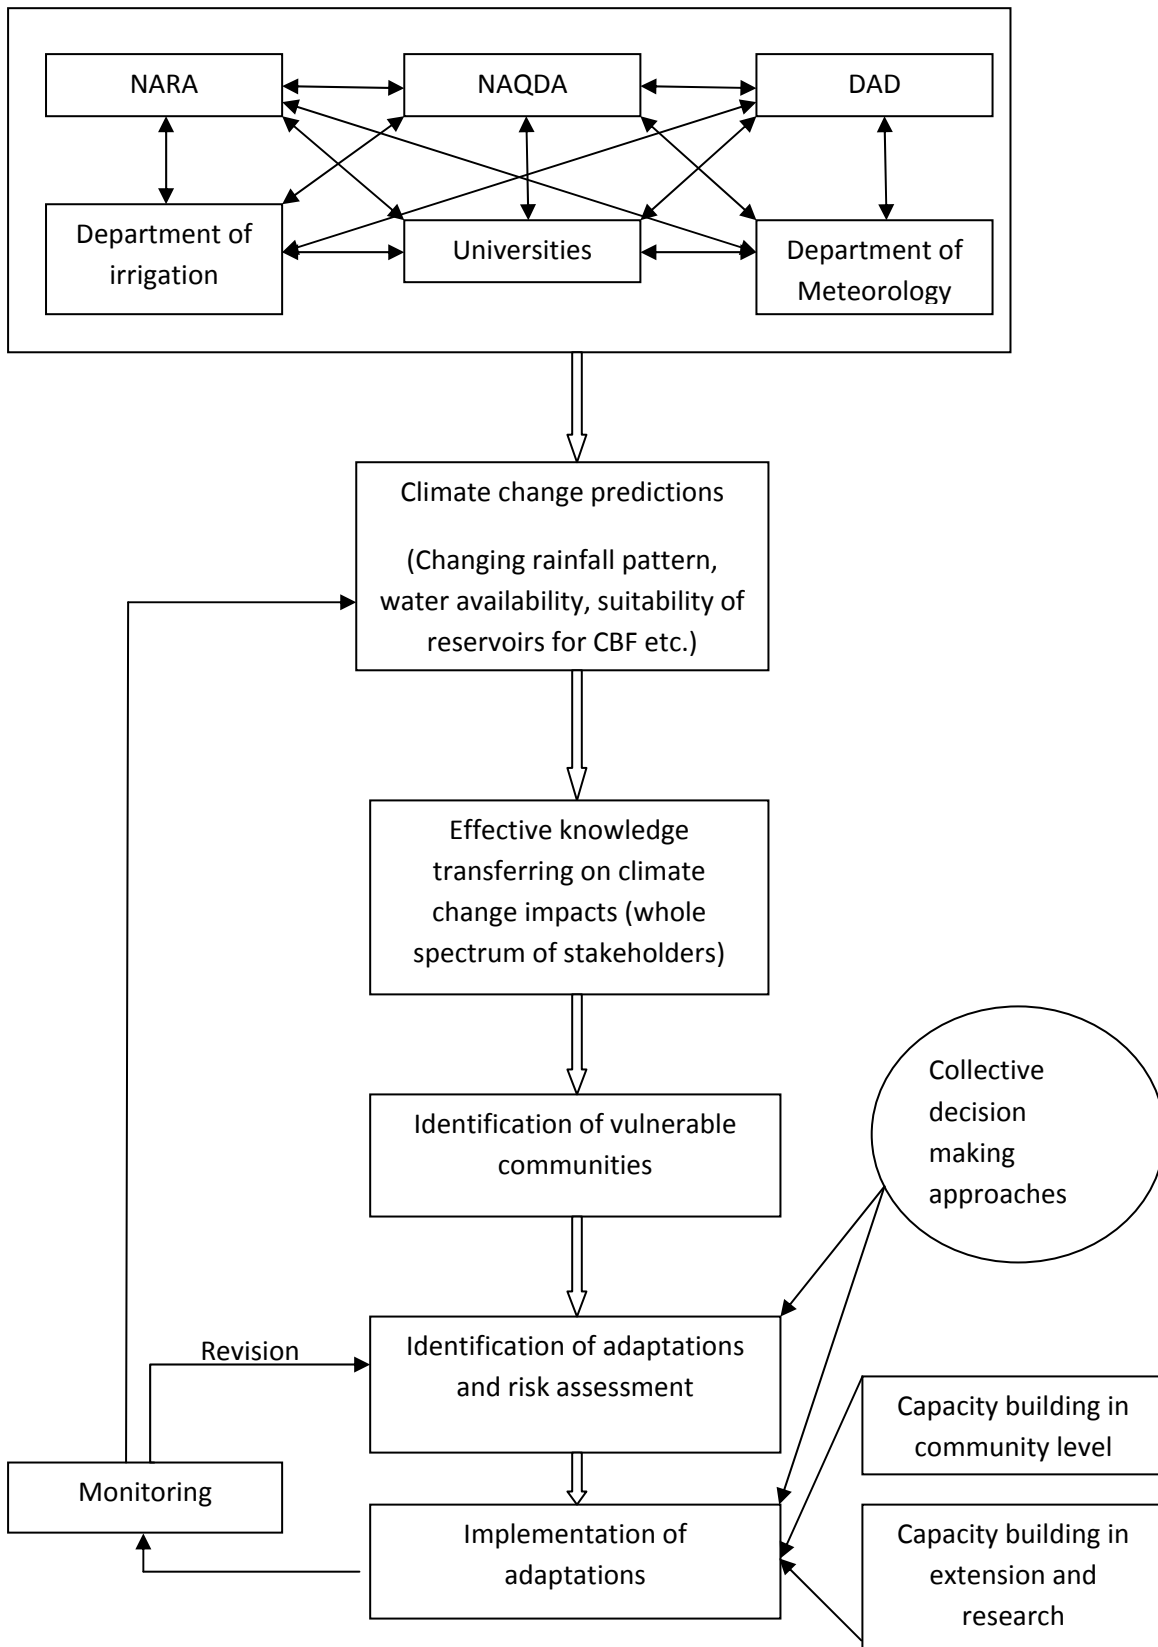 NARA
NAQDA
DAD
Department of
irrigation
Universities
Department of
Meteorology
Climate change predictions
(Changing rainfall pattern,
water availability, suitability of
reservoirs for CBF etc.)
Effective knowledge
transferring on climate
change impacts (whole
spectrum of stakeholders)
Identification of vulnerable
communities
Collective
decision
making
approaches
Revision
Identification of adaptations
and risk assessment
Capacity building in
community level
Monitoring
Implementation of
adaptations
Capacity building in
extension and
research